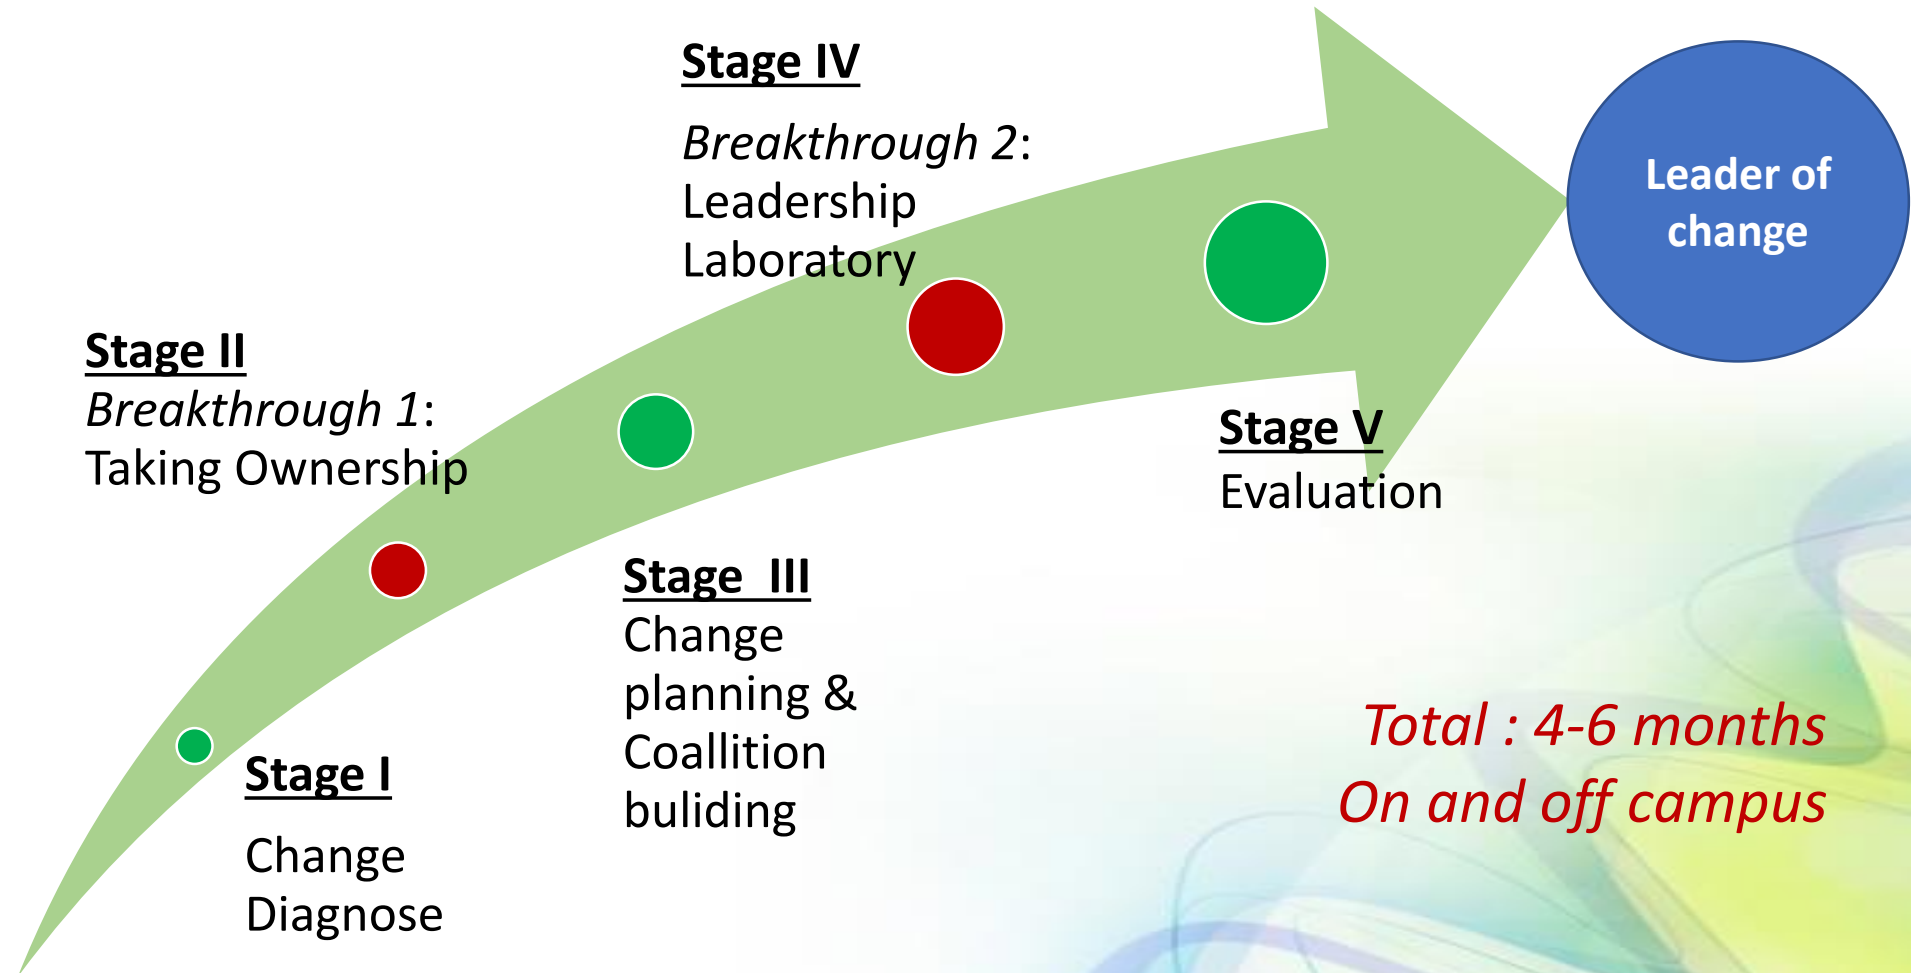 Stage I
Change
Diagnose
Stage II
Breakthrough 1:
Taking Ownership
Stage  III
Change
planning &
Coallition
buliding
Stage IV
Breakthrough 2:
Leadership
Laboratory
Stage V
Evaluation
Leader of
change
Total : 4-6 months
On and off campus